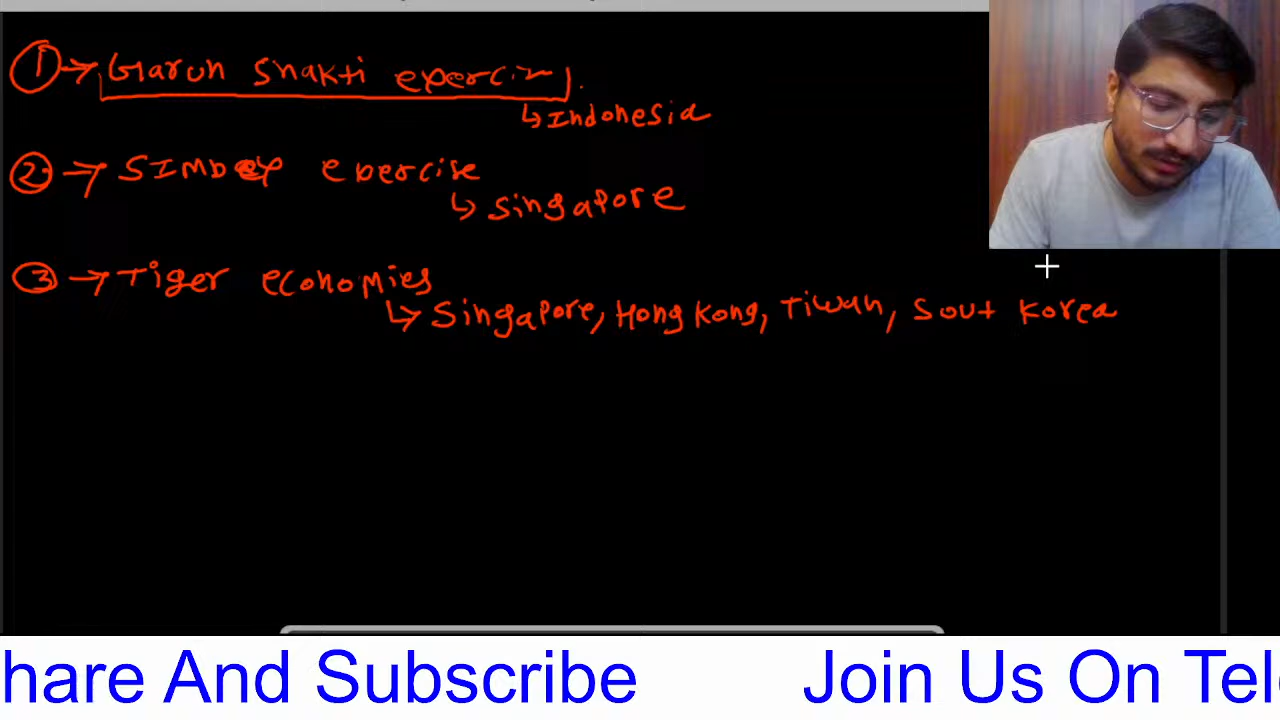 ① → Garun Shakti exercise.
↳ Indonesia
② → SIMBEX exercise
↳ Singapore
③ → Tiger economies
↳ Singapore, Hong Kong, Tiwan, Sout Korea
hare And Subscribe Join Us On Tele